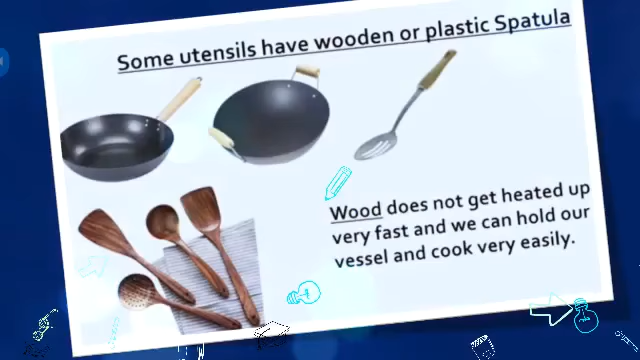 Some utensils have wooden or plastic Spatula
Wood does not get heated up
very fast and we can hold our
vessel and cook very easily.